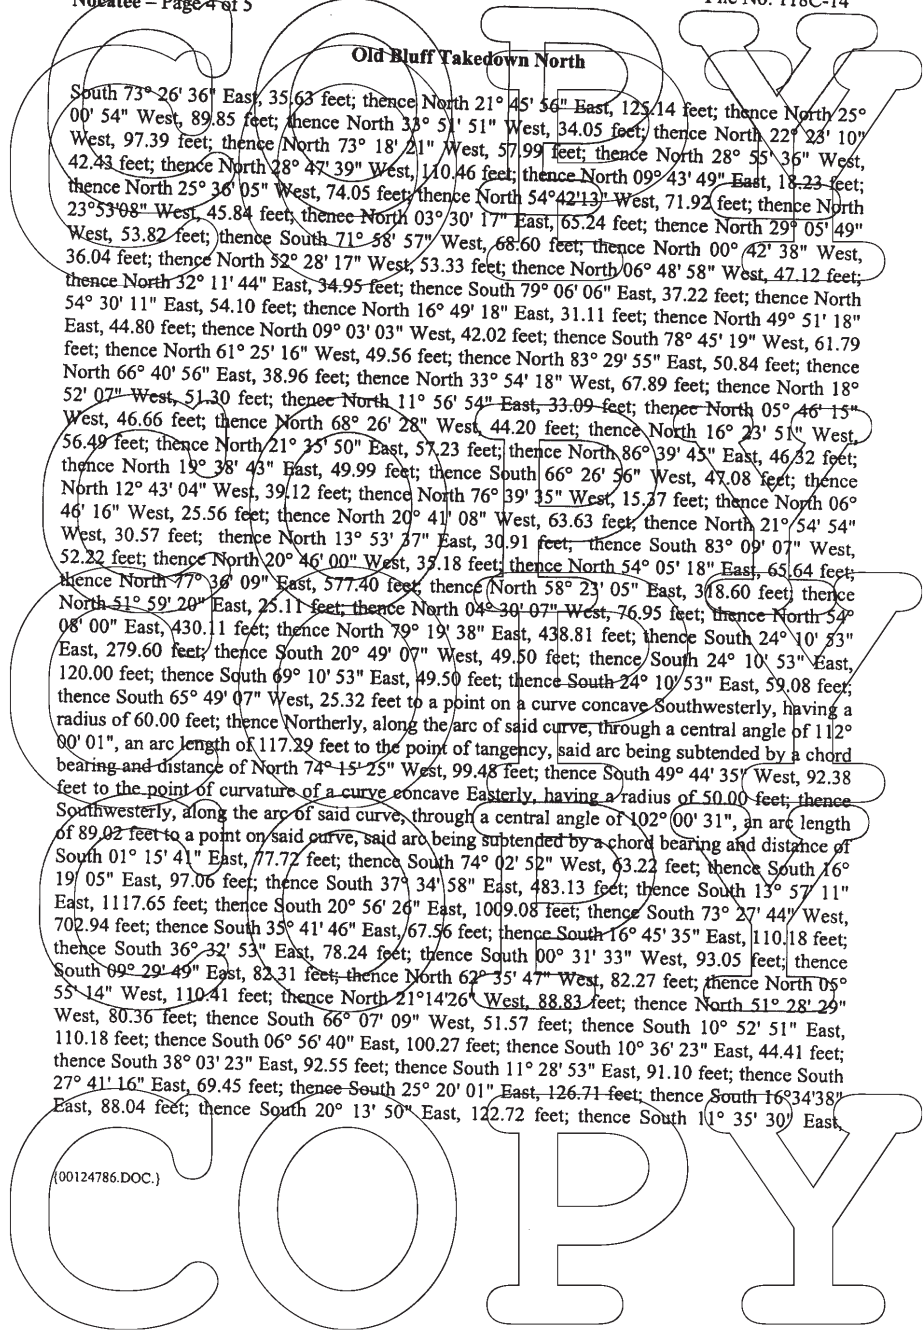 Nocatee – Page 4 of 5 File No. 118C-14
Old Bluff Takedown North
South 73° 26' 36" East, 35.63 feet; thence North 21° 45' 56" East, 125.14 feet; thence North 25°
00' 54" West, 89.85 feet; thence North 33° 51' 51" West, 34.05 feet; thence North 22° 23' 10"
West, 97.39 feet; thence North 73° 18' 21" West, 57.99 feet; thence North 28° 55' 36" West,
42.43 feet; thence North 28° 47' 39" West, 110.46 feet; thence North 09° 43' 49" East, 18.23 feet;
thence North 25° 36' 05" West, 74.05 feet; thence North 54°42'13" West, 71.92 feet; thence North
23°53'08" West, 45.84 feet; thence North 03° 30' 17" East, 65.24 feet; thence North 29° 05' 49"
West, 53.82 feet; thence South 71° 58' 57" West, 68.60 feet; thence North 00° 42' 38" West,
36.04 feet; thence North 52° 28' 17" West, 53.33 feet; thence North 06° 48' 58" West, 47.12 feet;
thence North 32° 11' 44" East, 34.95 feet; thence South 79° 06' 06" East, 37.22 feet; thence North
54° 30' 11" East, 54.10 feet; thence North 16° 49' 18" East, 31.11 feet; thence North 49° 51' 18"
East, 44.80 feet; thence North 09° 03' 03" West, 42.02 feet; thence South 78° 45' 19" West, 61.79
feet; thence North 61° 25' 16" West, 49.56 feet; thence North 83° 29' 55" East, 50.84 feet; thence
North 66° 40' 56" East, 38.96 feet; thence North 33° 54' 18" West, 67.89 feet; thence North 18°
52' 07" West, 51.30 feet; thence North 11° 56' 54" East, 33.09 feet; thence North 05° 46' 15"
West, 46.66 feet; thence North 68° 26' 28" West, 44.20 feet; thence North 16° 23' 51" West,
56.49 feet; thence North 21° 35' 50" East, 57.23 feet; thence North 86° 39' 45" East, 46.32 feet;
thence North 19° 38' 43" East, 49.99 feet; thence South 66° 26' 56" West, 47.08 feet; thence
North 12° 43' 04" West, 39.12 feet; thence North 76° 39' 35" West, 15.37 feet; thence North 06°
46' 16" West, 25.56 feet; thence North 20° 41' 08" West, 63.63 feet; thence North 21° 54' 54"
West, 30.57 feet; thence North 13° 53' 37" East, 30.91 feet; thence South 83° 09' 07" West,
52.22 feet; thence North 20° 46' 00" West, 35.18 feet; thence North 54° 05' 18" East, 65.64 feet;
thence North 77° 36' 09" East, 577.40 feet; thence North 58° 23' 05" East, 318.60 feet; thence
North 51° 59' 20" East, 25.11 feet; thence North 04° 30' 07" West, 76.95 feet; thence North 54°
08' 00" East, 430.11 feet; thence North 79° 19' 38" East, 438.81 feet; thence South 24° 10' 53"
East, 279.60 feet; thence South 20° 49' 07" West, 49.50 feet; thence South 24° 10' 53" East,
120.00 feet; thence South 69° 10' 53" East, 49.50 feet; thence South 24° 10' 53" East, 59.08 feet;
thence South 65° 49' 07" West, 25.32 feet to a point on a curve concave Southwesterly, having a
radius of 60.00 feet; thence Northerly, along the arc of said curve, through a central angle of 112°
00' 01", an arc length of 117.29 feet to the point of tangency, said arc being subtended by a chord
bearing and distance of North 74° 15' 25" West, 99.48 feet; thence South 49° 44' 35" West, 92.38
feet to the point of curvature of a curve concave Easterly, having a radius of 50.00 feet; thence
Southwesterly, along the arc of said curve, through a central angle of 102° 00' 31", an arc length
of 89.02 feet to a point on said curve, said arc being subtended by a chord bearing and distance of
South 01° 15' 41" East, 77.72 feet; thence South 74° 02' 52" West, 63.22 feet; thence South 16°
19' 05" East, 97.06 feet; thence South 37° 34' 58" East, 483.13 feet; thence South 13° 57' 11"
East, 1117.65 feet; thence South 20° 56' 26" East, 1009.08 feet; thence South 73° 27' 44" West,
702.94 feet; thence South 35° 41' 46" East, 67.56 feet; thence South 16° 45' 35" East, 110.18 feet;
thence South 36° 32' 53" East, 78.24 feet; thence South 00° 31' 33" West, 93.05 feet; thence
South 09° 29' 49" East, 82.31 feet; thence North 62° 35' 47" West, 82.27 feet; thence North 05°
55' 14" West, 110.41 feet; thence North 21°14'26" West, 88.83 feet; thence North 51° 28' 29"
West, 80.36 feet; thence South 66° 07' 09" West, 51.57 feet; thence South 10° 52' 51" East,
110.18 feet; thence South 06° 56' 40" East, 100.27 feet; thence South 10° 36' 23" East, 44.41 feet;
thence South 38° 03' 23" East, 92.55 feet; thence South 11° 28' 53" East, 91.10 feet; thence South
27° 41' 16" East, 69.45 feet; thence South 25° 20' 01" East, 126.71 feet; thence South 16°34'38"
East, 88.04 feet; thence South 20° 13' 50" East, 122.72 feet; thence South 11° 35' 30" East,
{00124786.DOC.}
COPY
COPY
COPY
COPY
COPY
COPY